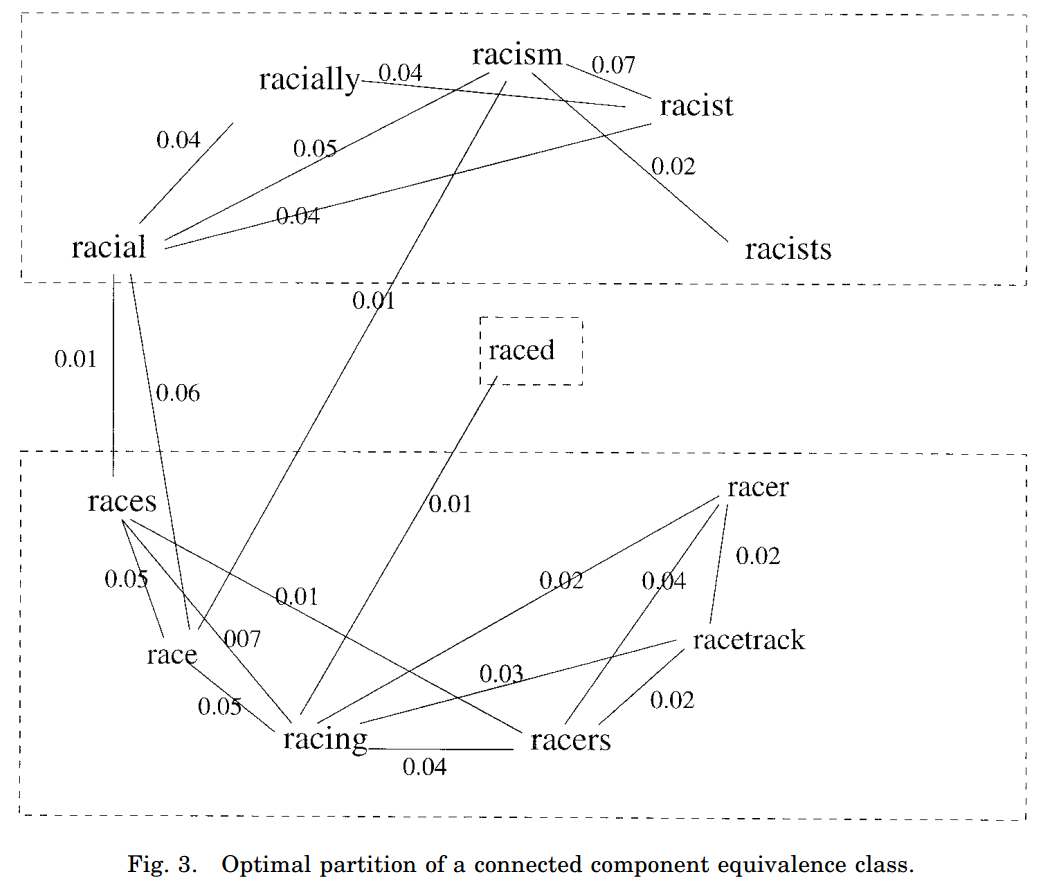 racism
0.07
racially 0.04
racist
0.04
0.05
0.02
0.04
racial
racists
0.01
raced
0.01
0.06
races
racer
0.01
0.02
0.05
0.02
0.04
0.01
007
race
racetrack
0.03
0.05
0.02
racing
racers
0.04
Fig. 3. Optimal partition of a connected component equivalence class.